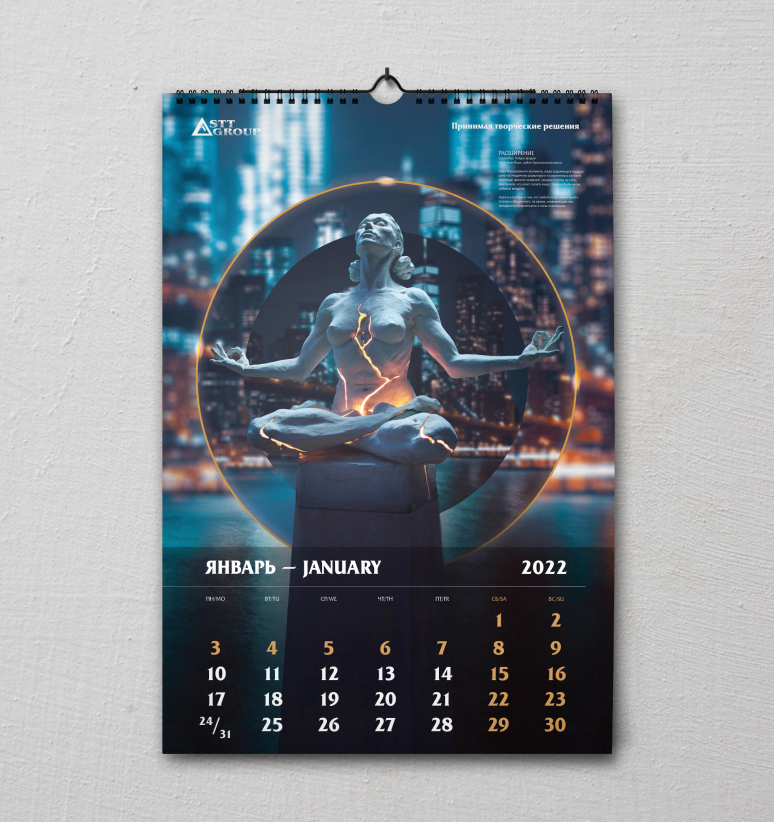 STT
GROUP
Принимая творческие решения
РАСШИРЕНИЕ
ЯНВАРЬ – JANUARY 2022
ПН/MO ВТ/TU СР/WE ЧТ/TH ПТ/FR СБ/SA ВС/SU
1 2
3 4 5 6 7 8 9
10 11 12 13 14 15 16
17 18 19 20 21 22 23
24/31 25 26 27 28 29 30